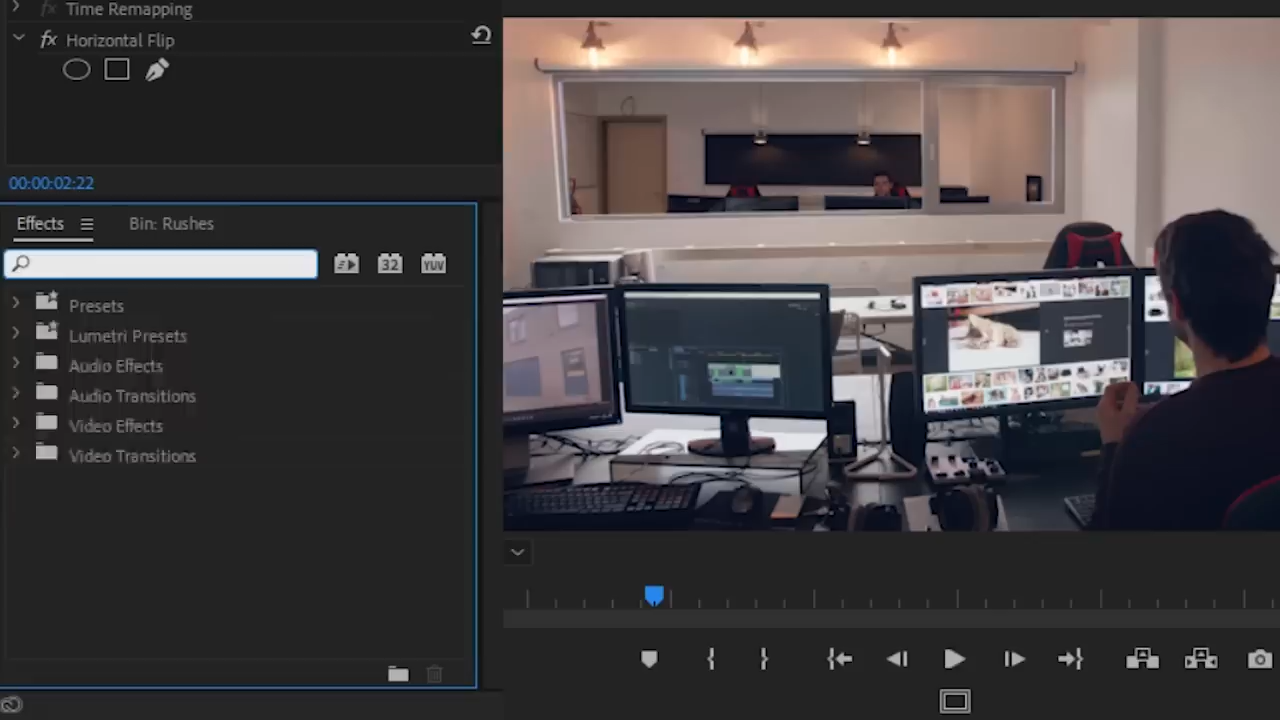 Time Remapping
fx Horizontal Flip
00:00:02:22
Effects Bin: Rushes
32 YUV
Presets
Lumetri Presets
Audio Effects
Audio Transitions
Video Effects
Video Transitions